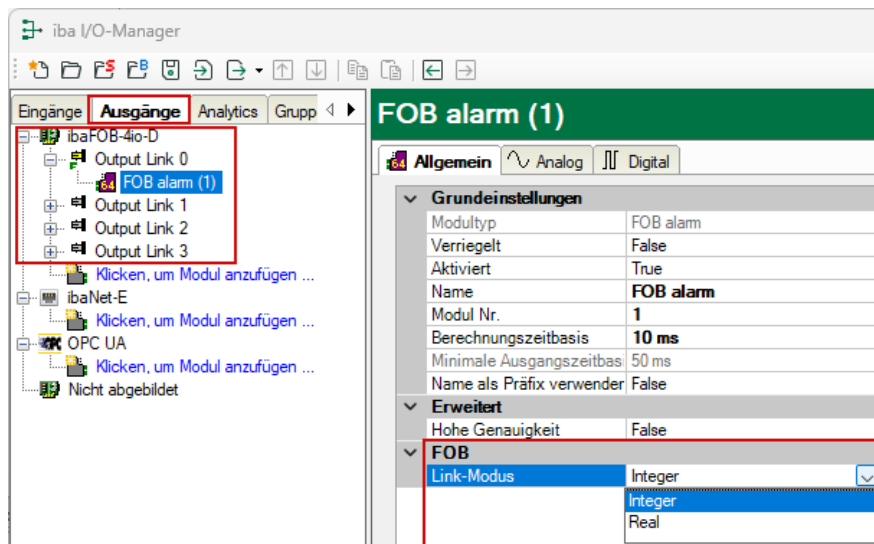 iba I/O-Manager
Eingänge Ausgänge Analytics Grupp
ibaFOB-4io-D
Output Link 0
64 FOB alarm (1)
Output Link 1
Output Link 2
Output Link 3
Klicken, um Modul anzufügen ...
ibaNet-E
Klicken, um Modul anzufügen ...
OPC UA
Klicken, um Modul anzufügen ...
Nicht abgebildet
FOB alarm (1)
64 Allgemein Analog Digital
Grundeinstellungen
Modultyp FOB alarm
Verriegelt False
Aktiviert True
Name FOB alarm
Modul Nr. 1
Berechnungszeitbasis 10 ms
Minimale Ausgangszeitbasi 50 ms
Name als Präfix verwender False
Erweitert
Hohe Genauigkeit False
FOB
Link-Modus Integer
Integer
Real